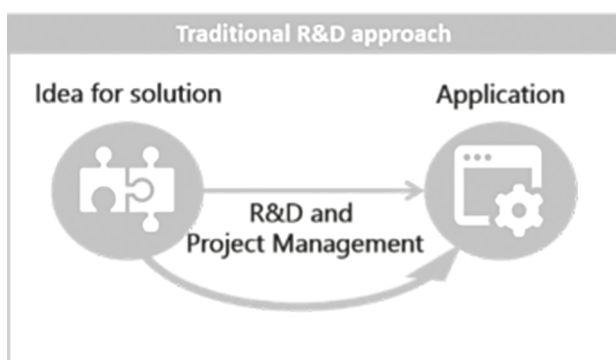 Traditional R&D approach
Idea for solution
Application
R&D and
Project Management